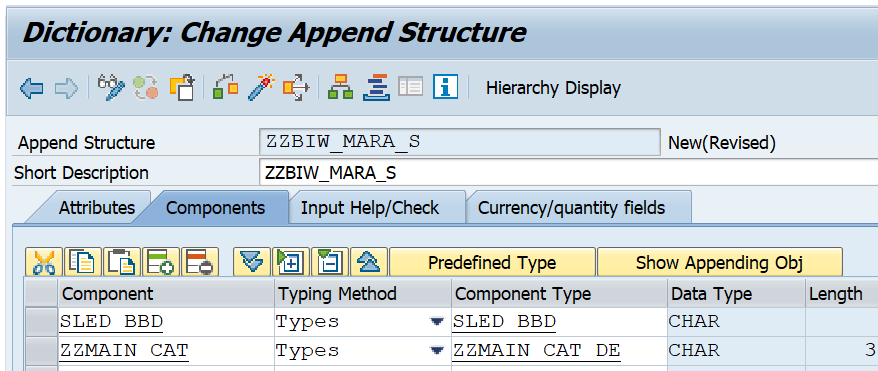 Dictionary: Change Append Structure
Hierarchy Display
Append Structure ZZBIW_MARA_S New(Revised)
Short Description ZZBIW_MARA_S
Attributes Components Input Help/Check Currency/quantity fields
Predefined Type Show Appending Obj
Component Typing Method Component Type Data Type Length
SLED_BBD Types SLED_BBD CHAR
ZZMAIN_CAT Types ZZMAIN_CAT_DE CHAR 3